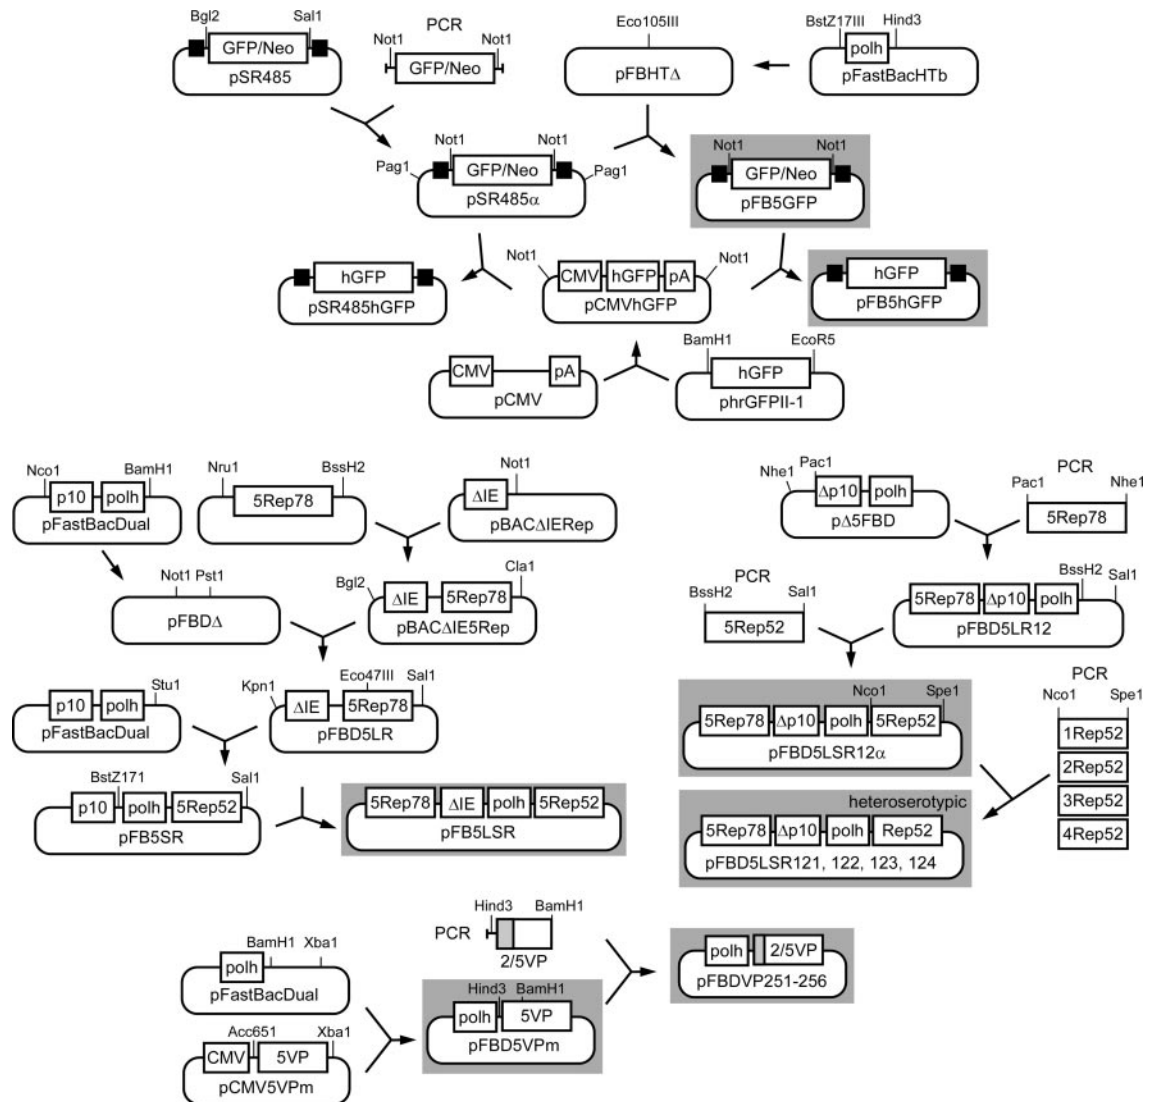 Bgl2 Sal1
GFP/Neo
pSR485
PCR
Not1 Not1
GFP/Neo
Eco105III
pFBHTΔ
BstZ17III Hind3
polh
pFastBacHTb
Not1 Not1
Pag1 GFP/Neo Pag1
pSR485α
Not1 Not1
GFP/Neo
pFB5GFP
hGFP
pSR485hGFP
Not1 Not1
CMV hGFP pA
pCMVhGFP
hGFP
pFB5hGFP
CMV pA
pCMV
BamH1 EcoR5
hGFP
phrGFPII-1
Nco1 BamH1
p10 polh
pFastBacDual
Nru1 BssH2
5Rep78
Not1
ΔIE
pBACΔIERep
Nhe1 Pac1
Δp10 polh
pΔ5FBD
PCR
Pac1 Nhe1
5Rep78
Not1 Pst1
pFBDΔ
Bgl2 Cla1
ΔIE 5Rep78
pBACΔIE5Rep
PCR
BssH2 Sal1
5Rep52
BssH2 Sal1
5Rep78 Δp10 polh
pFBD5LR12
Stu1
p10 polh
pFastBacDual
Kpn1 Eco47III Sal1
ΔIE 5Rep78
pFBD5LR
Nco1 Spe1
5Rep78 Δp10 polh 5Rep52
pFBD5LSR12α
PCR
Nco1 Spe1
1Rep52
2Rep52
3Rep52
4Rep52
BstZ171 Sal1
p10 polh 5Rep52
pFB5SR
5Rep78 ΔIE polh 5Rep52
pFB5LSR
heteroserotypic
5Rep78 Δp10 polh Rep52
pFBD5LSR121, 122, 123, 124
BamH1 Xba1
polh
pFastBacDual
Acc651 Xba1
CMV 5VP
pCMV5VPm
PCR
Hind3 BamH1
2/5VP
Hind3 BamH1
polh 5VP
pFBD5VPm
polh 2/5VP
pFBDVP251-256